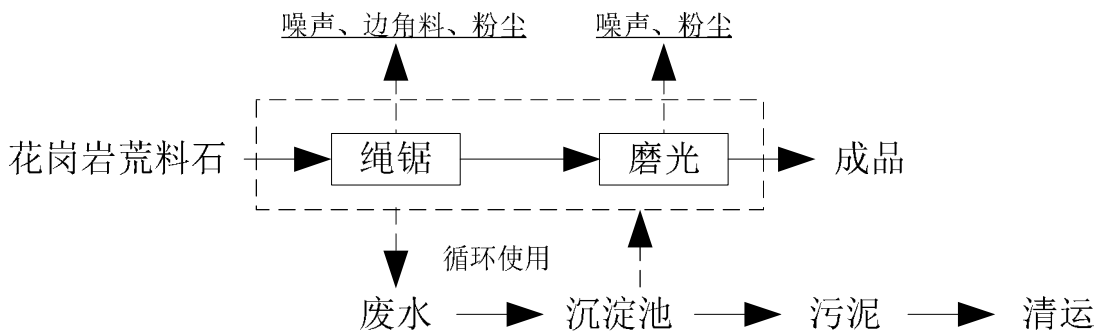 噪声、边角料、粉尘
噪声、粉尘
花岗岩荒料石
绳锯
磨光
成品
循环使用
废水
沉淀池
污泥
清运